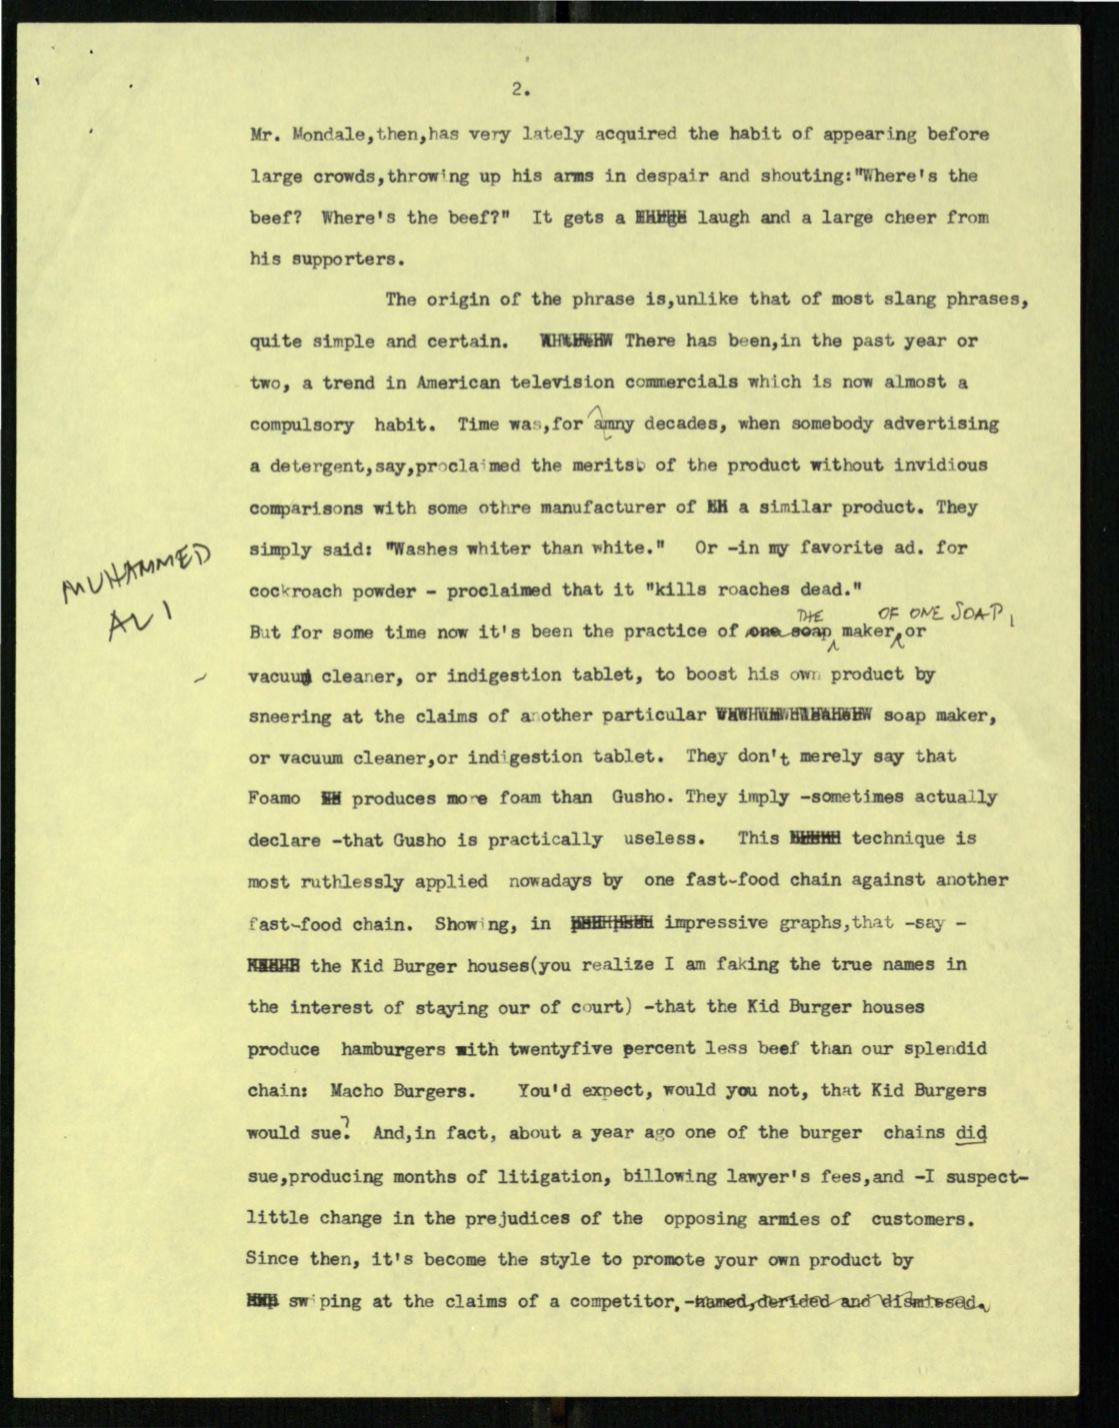 2.
Mr. Mondale,then,has very lately acquired the habit of appearing before
large crowds,throwing up his arms in despair and shouting:"Where's the
beef? Where's the beef?" It gets a laugh and a large cheer from
his supporters.
The origin of the phrase is,unlike that of most slang phrases,
quite simple and certain. There has been,in the past year or
two, a trend in American television commercials which is now almost a
compulsory habit. Time was,for amny decades, when somebody advertising
a detergent,say,proclaimed the merits of the product without invidious
comparisons with some othre manufacturer of a similar product. They
simply said: "Washes whiter than white." Or -in my favorite ad. for
MUHAMMED
ALI
cockroach powder - proclaimed that it "kills roaches dead."
THE OF ONE SOAP,
But for some time now it's been the practice of one soap maker,or
vacuum cleaner, or indigestion tablet, to boost his own product by
sneering at the claims of another particular soap maker,
or vacuum cleaner,or indigestion tablet. They don't merely say that
Foamo produces more foam than Gusho. They imply -sometimes actually
declare -that Gusho is practically useless. This technique is
most ruthlessly applied nowadays by one fast-food chain against another
fast-food chain. Showing, in impressive graphs,that -say -
the Kid Burger houses(you realize I am faking the true names in
the interest of staying our of court) -that the Kid Burger houses
produce hamburgers with twentyfive percent less beef than our splendid
chain: Macho Burgers. You'd expect, would you not, that Kid Burgers
would sue? And,in fact, about a year ago one of the burger chains did
sue,producing months of litigation, billowing lawyer's fees,and -I suspect-
little change in the prejudices of the opposing armies of customers.
Since then, it's become the style to promote your own product by
swiping at the claims of a competitor, -named,derided and dismissed.